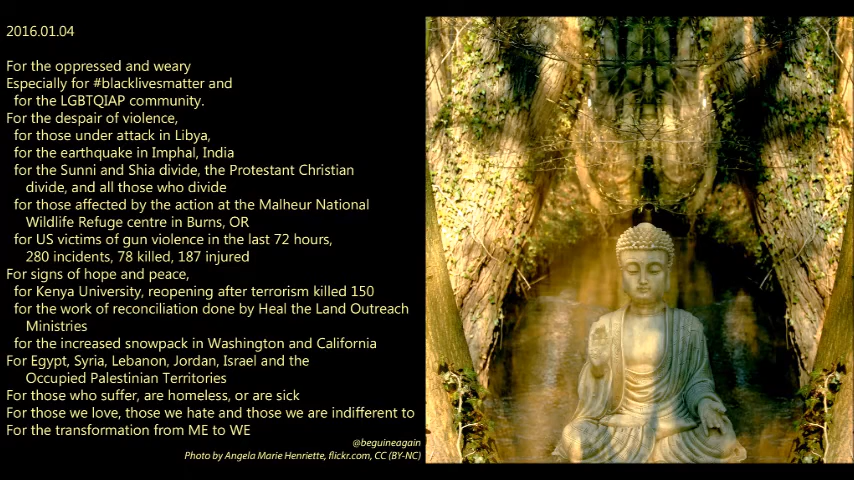 2016.01.04
For the oppressed and weary
Especially for #blacklivesmatter and
for the LGBTQIAP community.
For the despair of violence,
for those under attack in Libya,
for the earthquake in Imphal, India
for the Sunni and Shia divide, the Protestant Christian
divide, and all those who divide
for those affected by the action at the Malheur National
Wildlife Refuge centre in Burns, OR
for US victims of gun violence in the last 72 hours,
280 incidents, 78 killed, 187 injured
For signs of hope and peace,
for Kenya University, reopening after terrorism killed 150
for the work of reconciliation done by Heal the Land Outreach
Ministries
for the increased snowpack in Washington and California
For Egypt, Syria, Lebanon, Jordan, Israel and the
Occupied Palestinian Territories
For those who suffer, are homeless, or are sick
For those we love, those we hate and those we are indifferent to
For the transformation from ME to WE
@beguineagain
Photo by Angela Marie Henriette, flickr.com, CC (BY-NC)